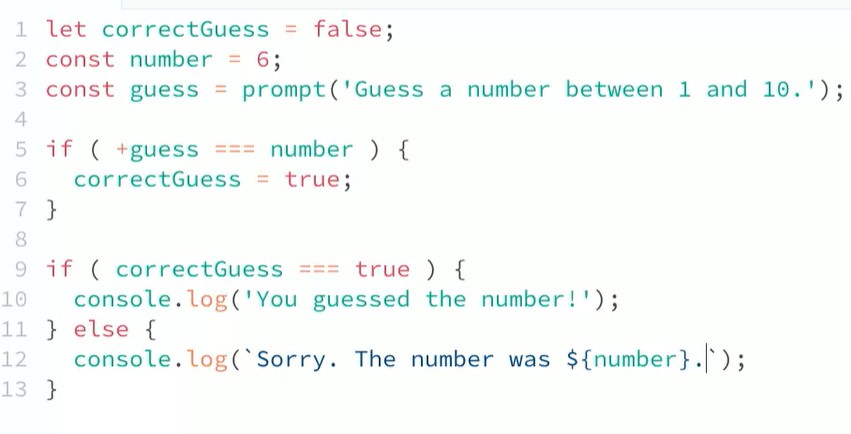 1 let correctGuess = false;
2 const number = 6;
3 const guess = prompt('Guess a number between 1 and 10.');
4
5 if ( +guess === number ) {
6   correctGuess = true;
7 }
8
9 if ( correctGuess === true ) {
10   console.log('You guessed the number!');
11 } else {
12   console.log(`Sorry. The number was ${number}.`);
13 }